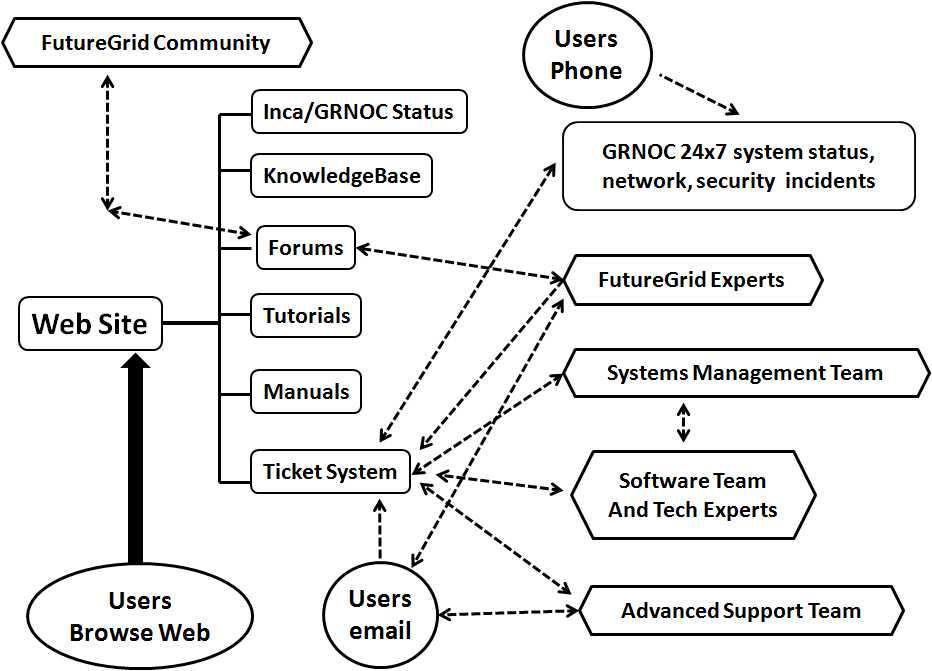 FutureGrid Community
Users
Phone
Inca/GRNOC Status
GRNOC 24x7 system status,
network, security incidents
KnowledgeBase
Forums
FutureGrid Experts
Web Site
Tutorials
Systems Management Team
Manuals
Ticket System
Software Team
And Tech Experts
Users
Browse Web
Users
email
Advanced Support Team